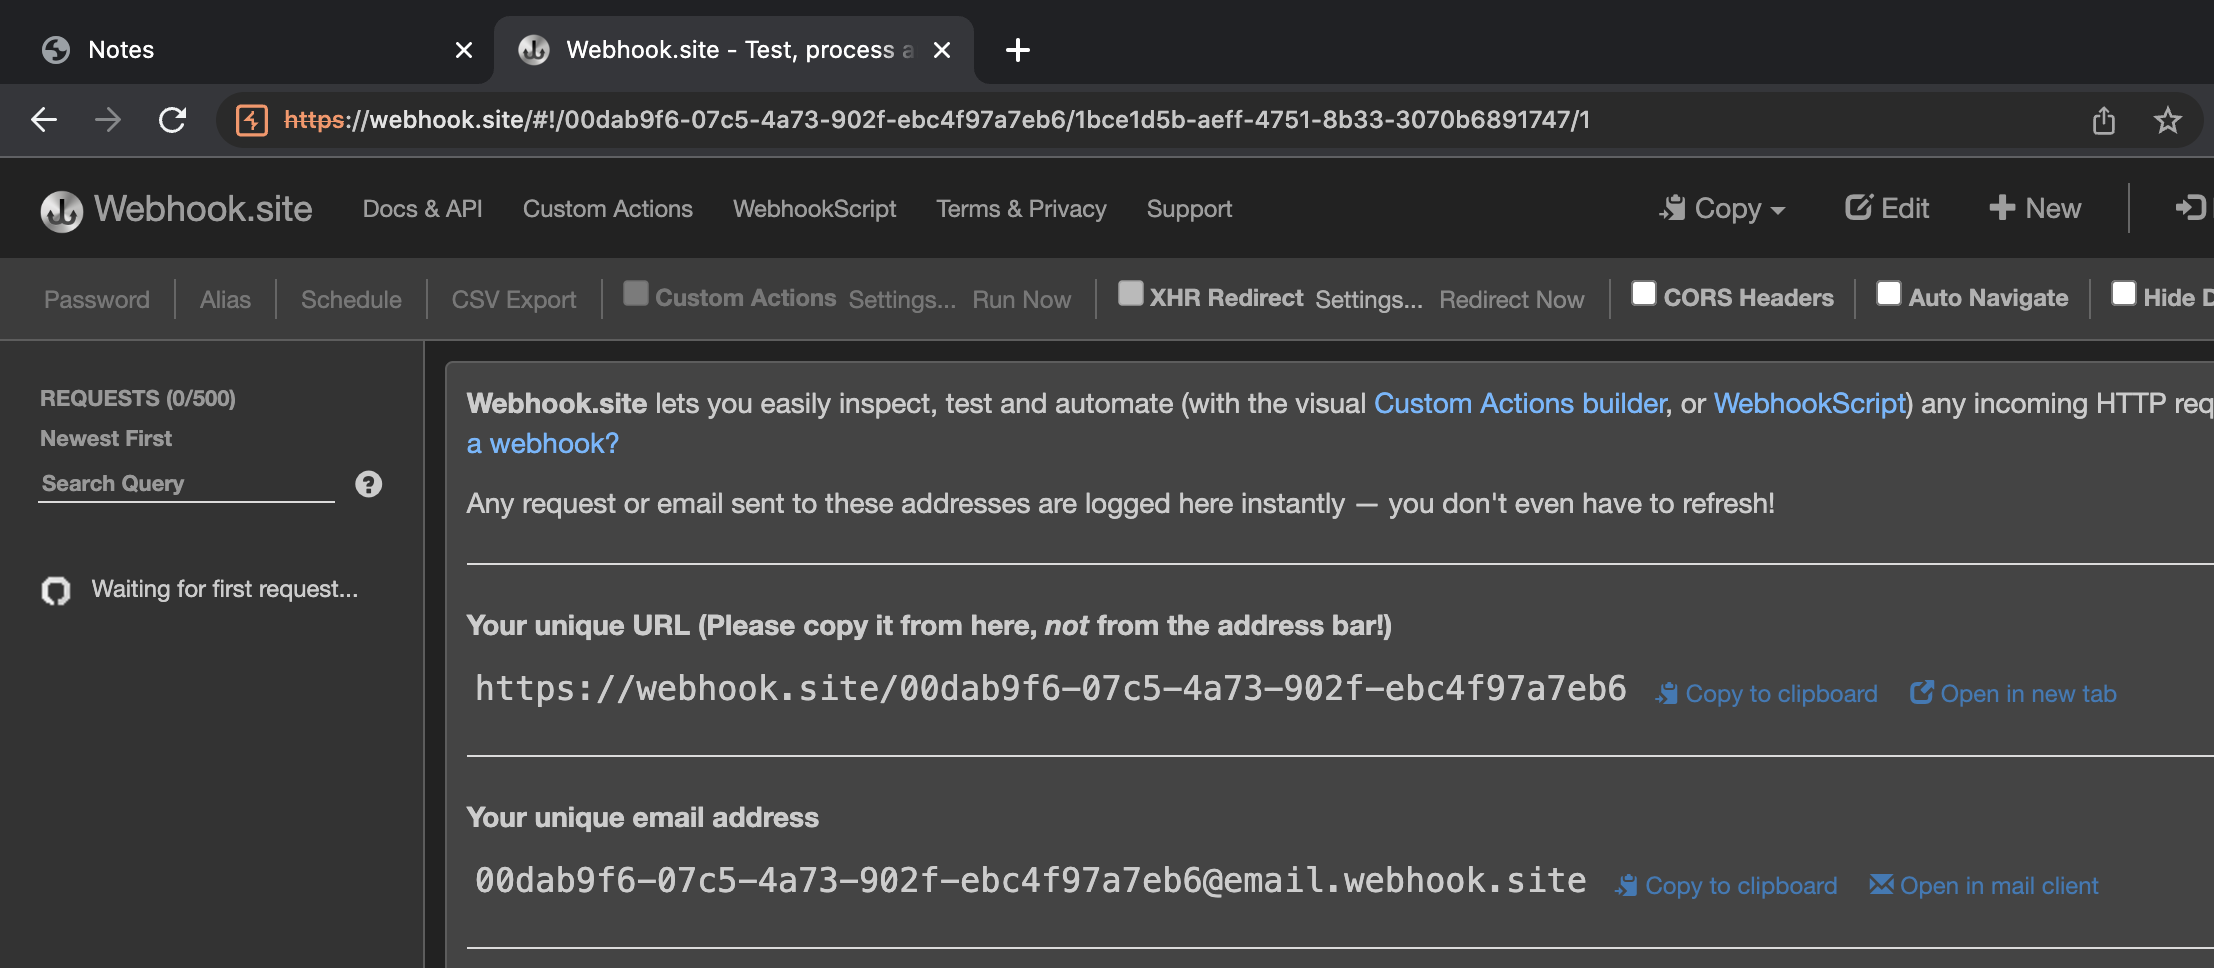 Notes
Webhook.site - Test, process a
https://webhook.site/#!/00dab9f6-07c5-4a73-902f-ebc4f97a7eb6/1bce1d5b-aeff-4751-8b33-3070b6891747/1
Webhook.site Docs & API Custom Actions WebhookScript Terms & Privacy Support Copy Edit New
Password Alias Schedule CSV Export Custom Actions Settings... Run Now XHR Redirect Settings... Redirect Now CORS Headers Auto Navigate Hide D
REQUESTS (0/500)
Newest First
Search Query
Waiting for first request...
Webhook.site lets you easily inspect, test and automate (with the visual Custom Actions builder, or WebhookScript) any incoming HTTP req
a webhook?
Any request or email sent to these addresses are logged here instantly — you don't even have to refresh!
Your unique URL (Please copy it from here, not from the address bar!)
https://webhook.site/00dab9f6-07c5-4a73-902f-ebc4f97a7eb6 Copy to clipboard Open in new tab
Your unique email address
00dab9f6-07c5-4a73-902f-ebc4f97a7eb6@email.webhook.site Copy to clipboard Open in mail client